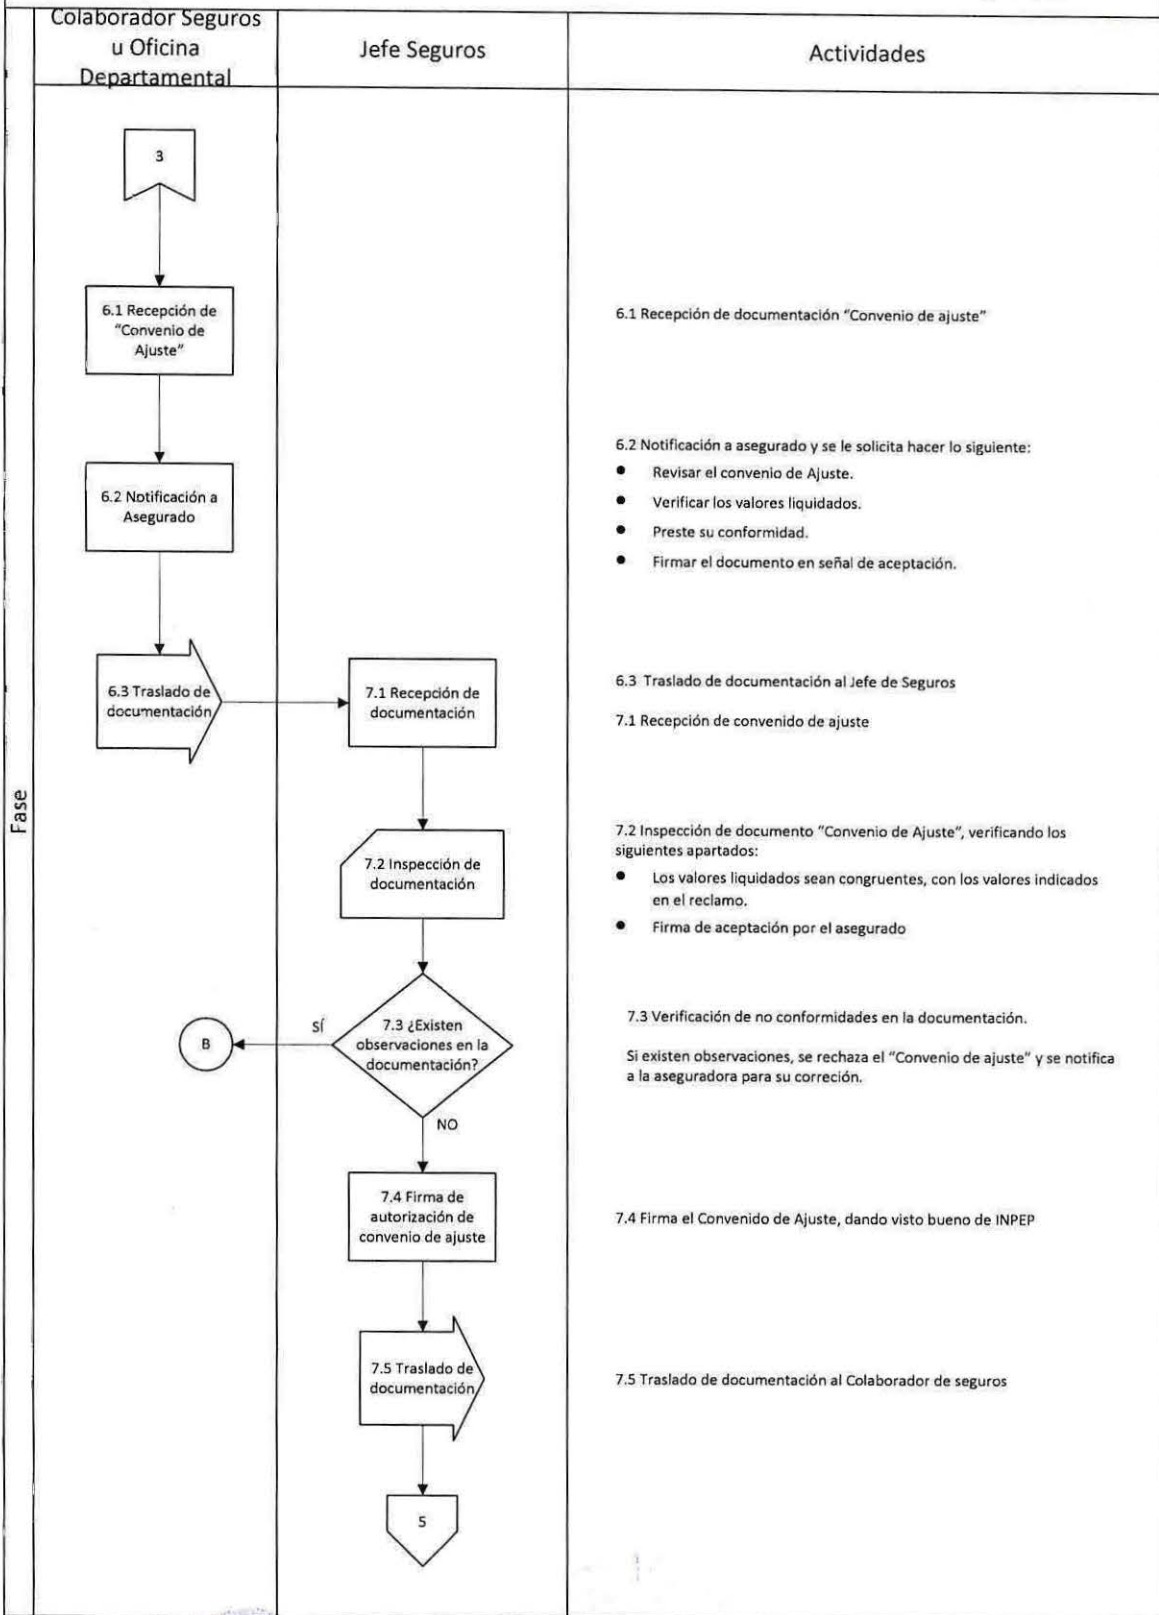 Colaborador Seguros
u Oficina
Departamental
Jefe Seguros
Actividades
Fase
3
6.1 Recepción de
“Convenio de
Ajuste”
6.1 Recepción de documentación “Convenio de ajuste”
6.2 Notificación a
Asegurado
6.2 Notificación a asegurado y se le solicita hacer lo siguiente:
● Revisar el convenio de Ajuste.
● Verificar los valores liquidados.
● Preste su conformidad.
● Firmar el documento en señal de aceptación.
6.3 Traslado de
documentación
7.1 Recepción de
documentación
6.3 Traslado de documentación al Jefe de Seguros
7.1 Recepción de convenido de ajuste
7.2 Inspección de
documentación
7.2 Inspección de documento “Convenio de Ajuste”, verificando los
siguientes apartados:
● Los valores liquidados sean congruentes, con los valores indicados
en el reclamo.
● Firma de aceptación por el asegurado
B
SÍ
7.3 ¿Existen
observaciones en la
documentación?
NO
7.3 Verificación de no conformidades en la documentación.
Si existen observaciones, se rechaza el “Convenio de ajuste” y se notifica
a la aseguradora para su correción.
7.4 Firma de
autorización de
convenio de ajuste
7.4 Firma el Convenido de Ajuste, dando visto bueno de INPEP
7.5 Traslado de
documentación
7.5 Traslado de documentación al Colaborador de seguros
5